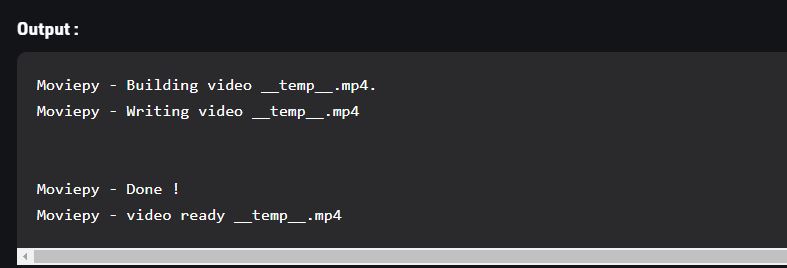 Output :
Moviepy - Building video __temp__.mp4.
Moviepy - Writing video __temp__.mp4
Moviepy - Done !
Moviepy - video ready __temp__.mp4